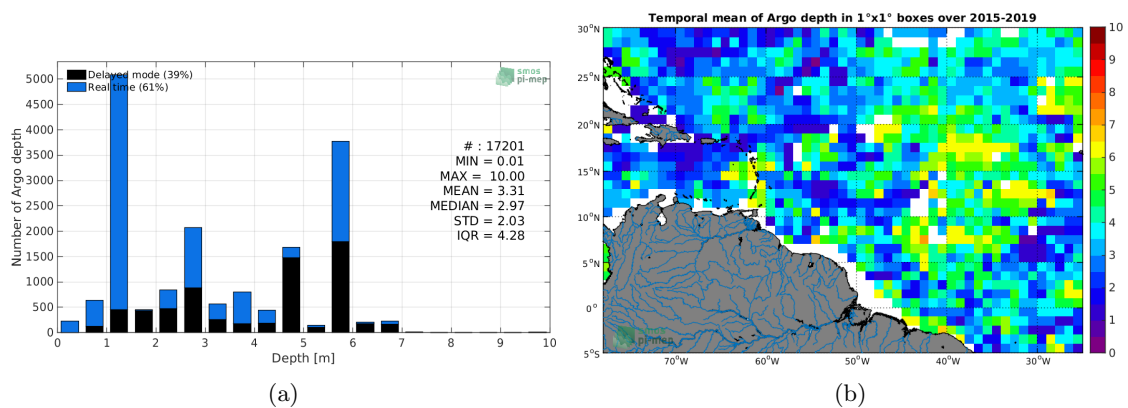 5000
4500
4000
3500
3000
2500
2000
1500
1000
500
0
Number of Argo depth
Delayed mode (39%)
Real time (61%)
smos
pi-mep
# : 17201
MIN = 0.01
MAX = 10.00
MEAN = 3.31
MEDIAN = 2.97
STD = 2.03
IQR = 4.28
0 1 2 3 4 5 6 7 8 9 10
Depth [m]
(a)
Temporal mean of Argo depth in 1°x1° boxes over 2015-2019
30°N
25°N
20°N
15°N
10°N
5°N
0°
5°S
70°W 60°W 50°W 40°W 30°W
pi-mep
10
9
8
7
6
5
4
3
2
1
0
(b)